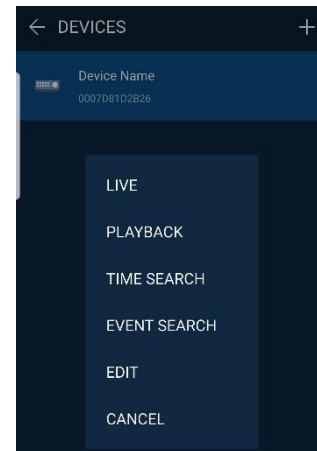 DEVICES
Device Name
0007D81D2B26
LIVE
PLAYBACK
TIME SEARCH
EVENT SEARCH
EDIT
CANCEL